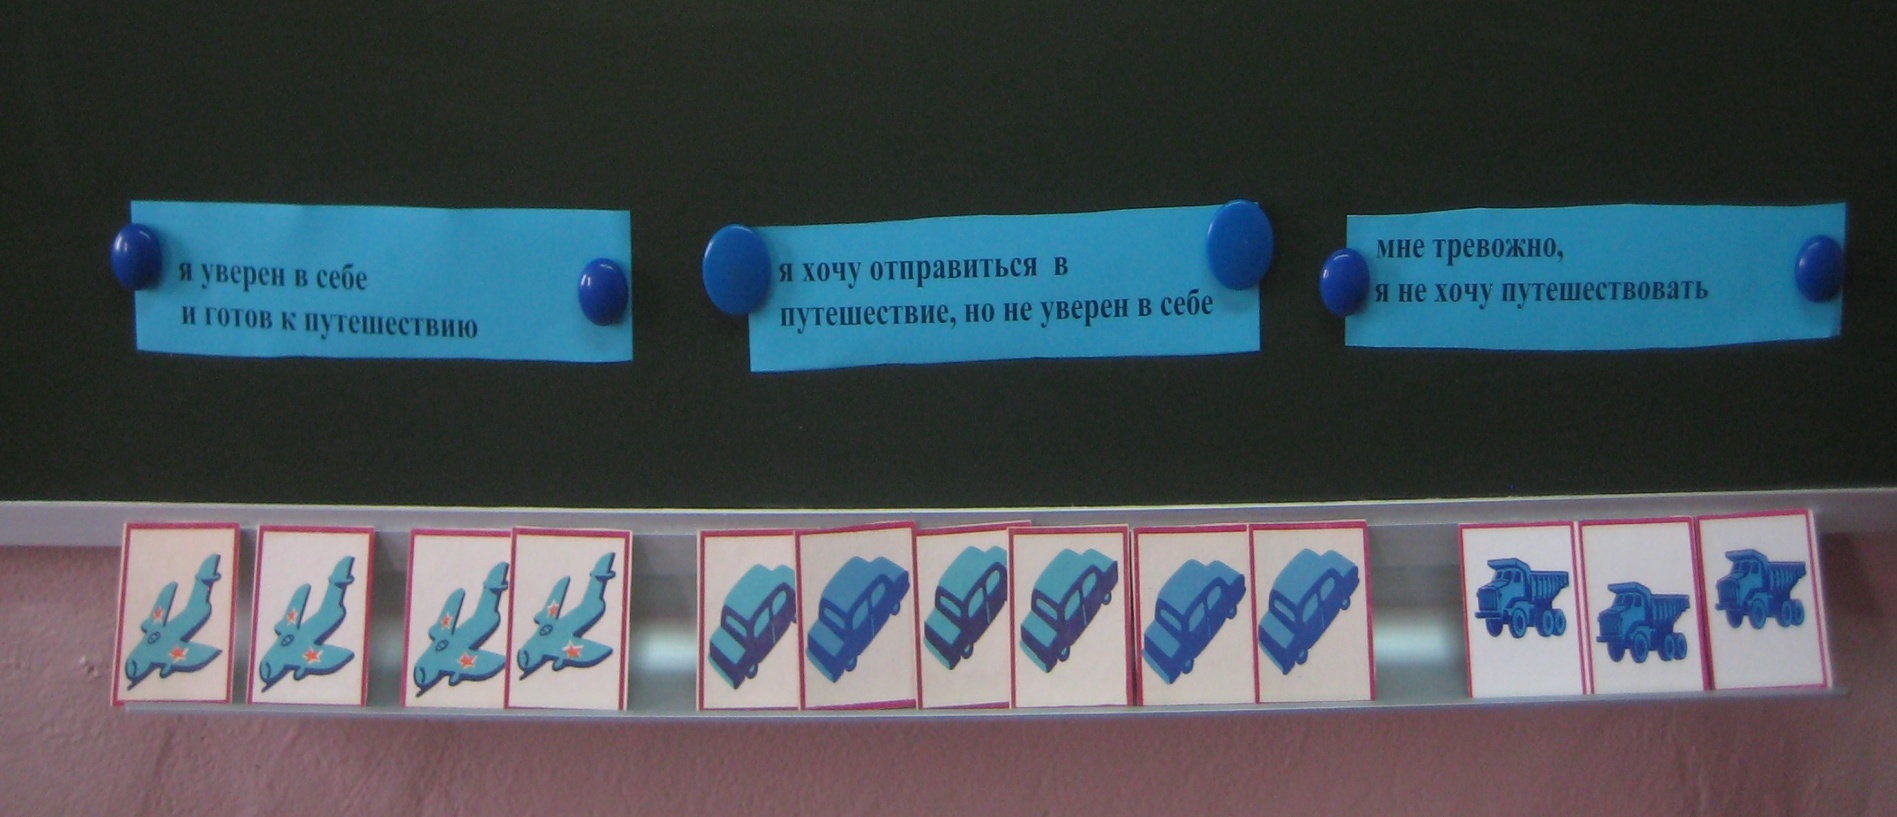 я уверен в себе
и готов к путешествию
я хочу отправиться в
путешествие, но не уверен в себе
мне тревожно,
я не хочу путешествовать